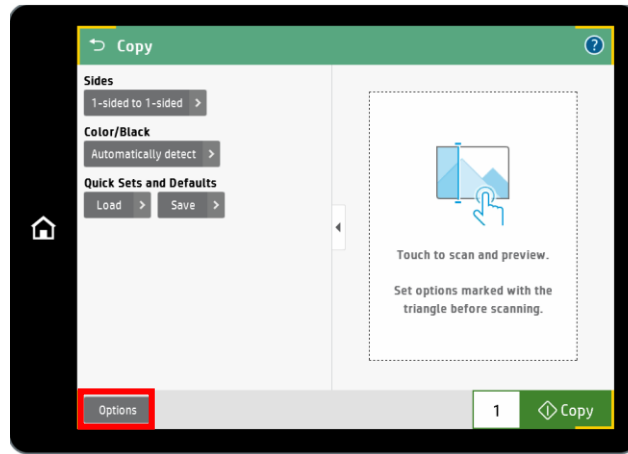 Copy
?
Sides
1-sided to 1-sided >
Color/Black
Automatically detect >
Quick Sets and Defaults
Load > Save >
Touch to scan and preview.
Set options marked with the
triangle before scanning.
Options
1
Copy